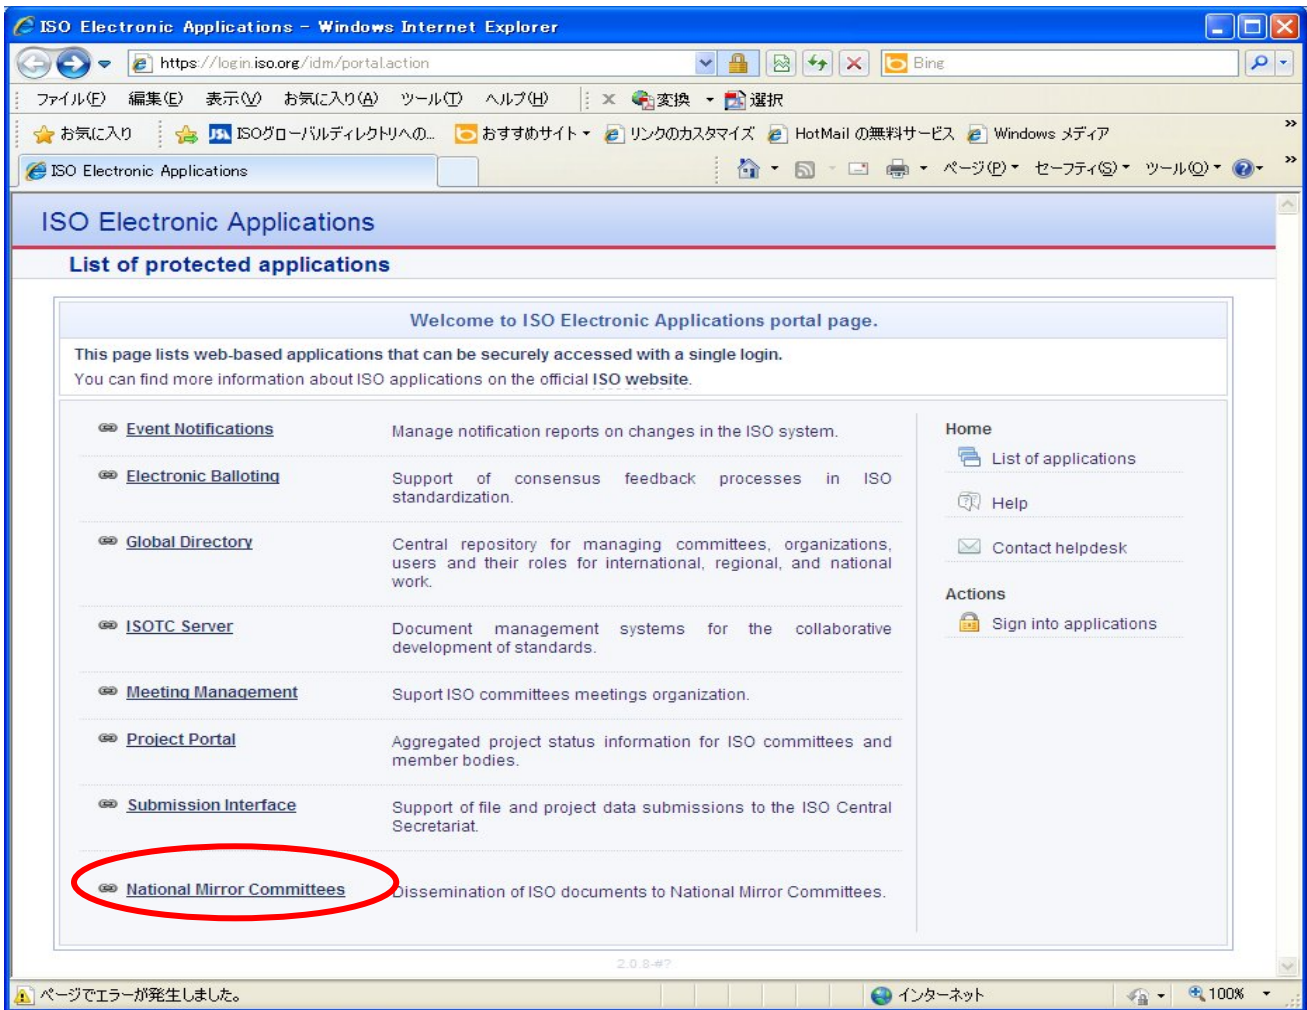 ISO Electronic Applications - Windows Internet Explorer
https://login.iso.org/idm/portal.action
Bing
ファイル(F) 編集(E) 表示(V) お気に入り(A) ツール(T) ヘルプ(H) x 変換 選択
お気に入り JSA ISOグローバルディレクトリへの... おすすめサイト リンクのカスタマイズ HotMail の無料サービス Windows メディア »
ISO Electronic Applications ページ(P) セーフティ(S) ツール(O) »
ISO Electronic Applications
List of protected applications
Welcome to ISO Electronic Applications portal page.
This page lists web-based applications that can be securely accessed with a single login.
You can find more information about ISO applications on the official ISO website.
Event Notifications
Manage notification reports on changes in the ISO system.
Electronic Balloting
Support of consensus feedback processes in ISO
standardization.
Global Directory
Central repository for managing committees, organizations,
users and their roles for international, regional, and national
work.
ISOTC Server
Document management systems for the collaborative
development of standards.
Meeting Management
Suport ISO committees meetings organization.
Project Portal
Aggregated project status information for ISO committees and
member bodies.
Submission Interface
Support of file and project data submissions to the ISO Central
Secretariat.
National Mirror Committees
Dissemination of ISO documents to National Mirror Committees.
Home
List of applications
Help
Contact helpdesk
Actions
Sign into applications
2.0.8-#?
ページでエラーが発生しました。 インターネット 100%